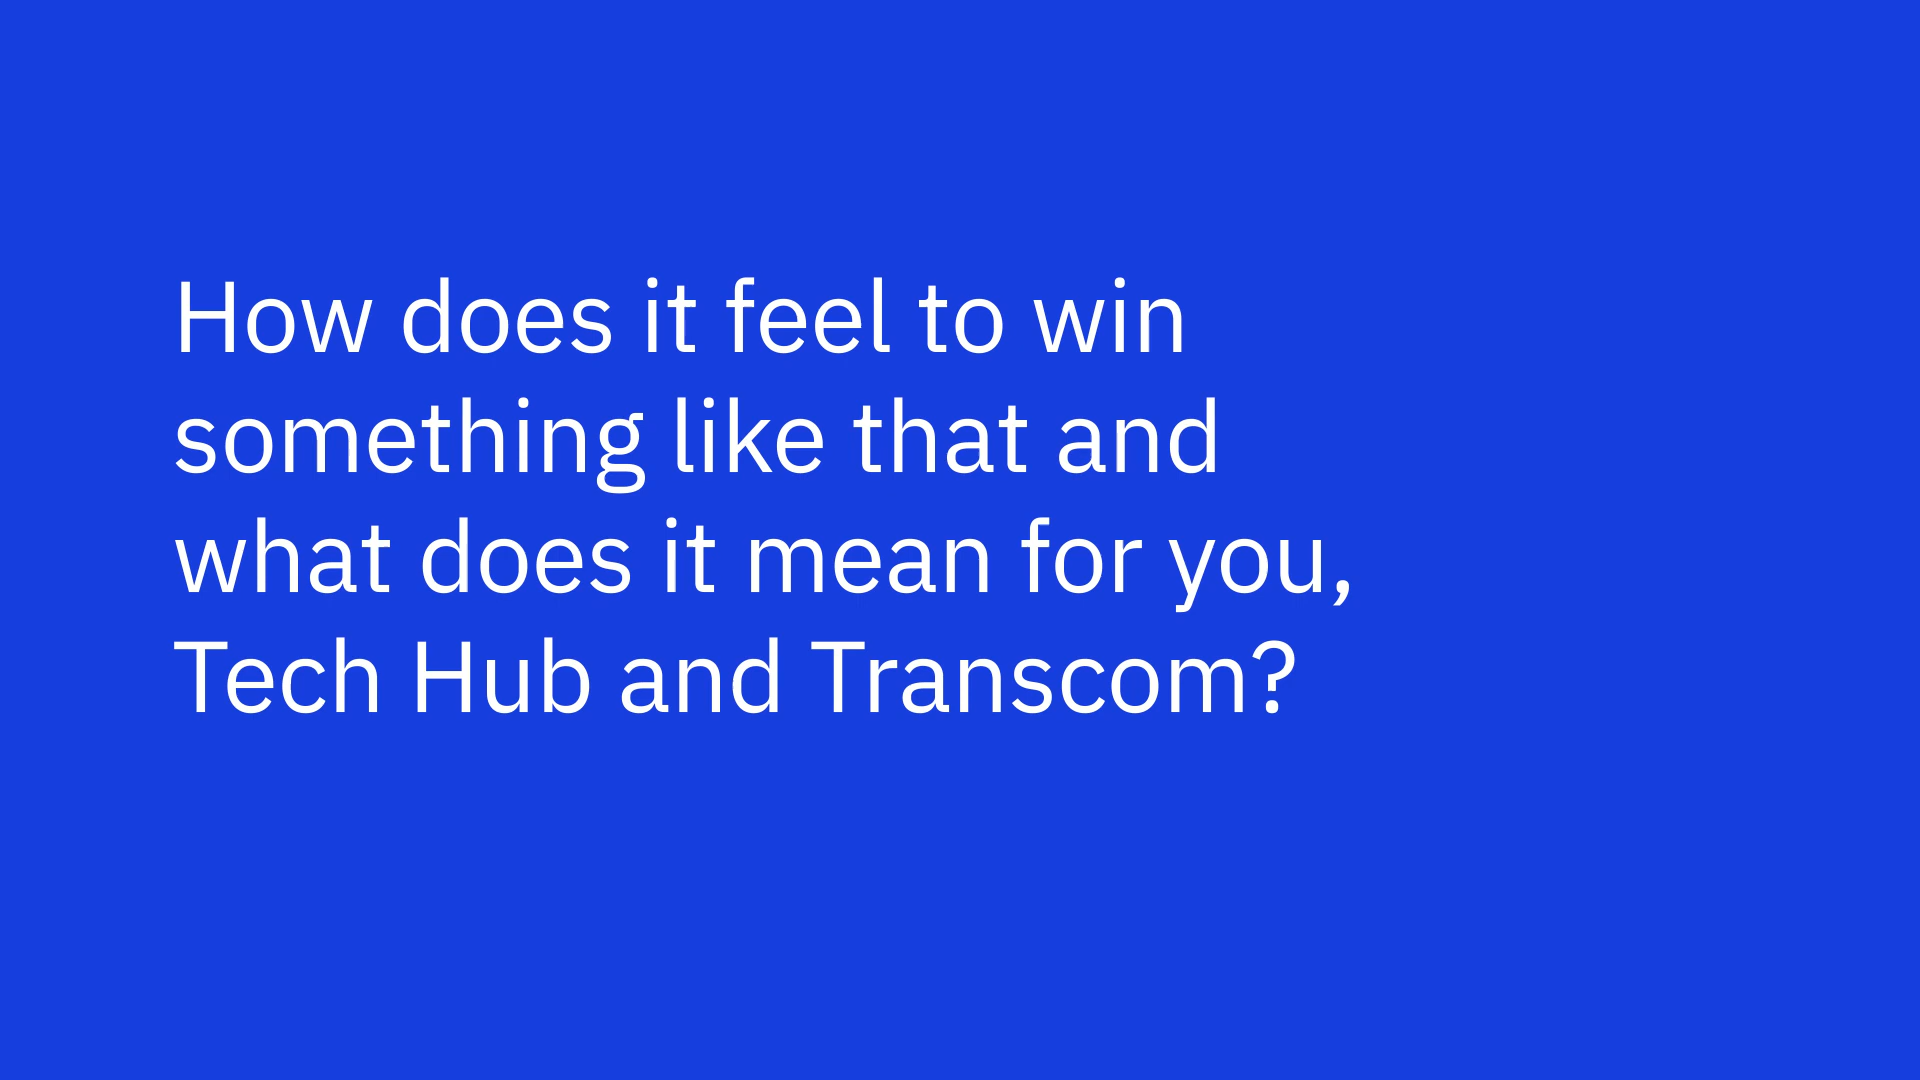 How does it feel to win
something like that and
what does it mean for you,
Tech Hub and Transcom?